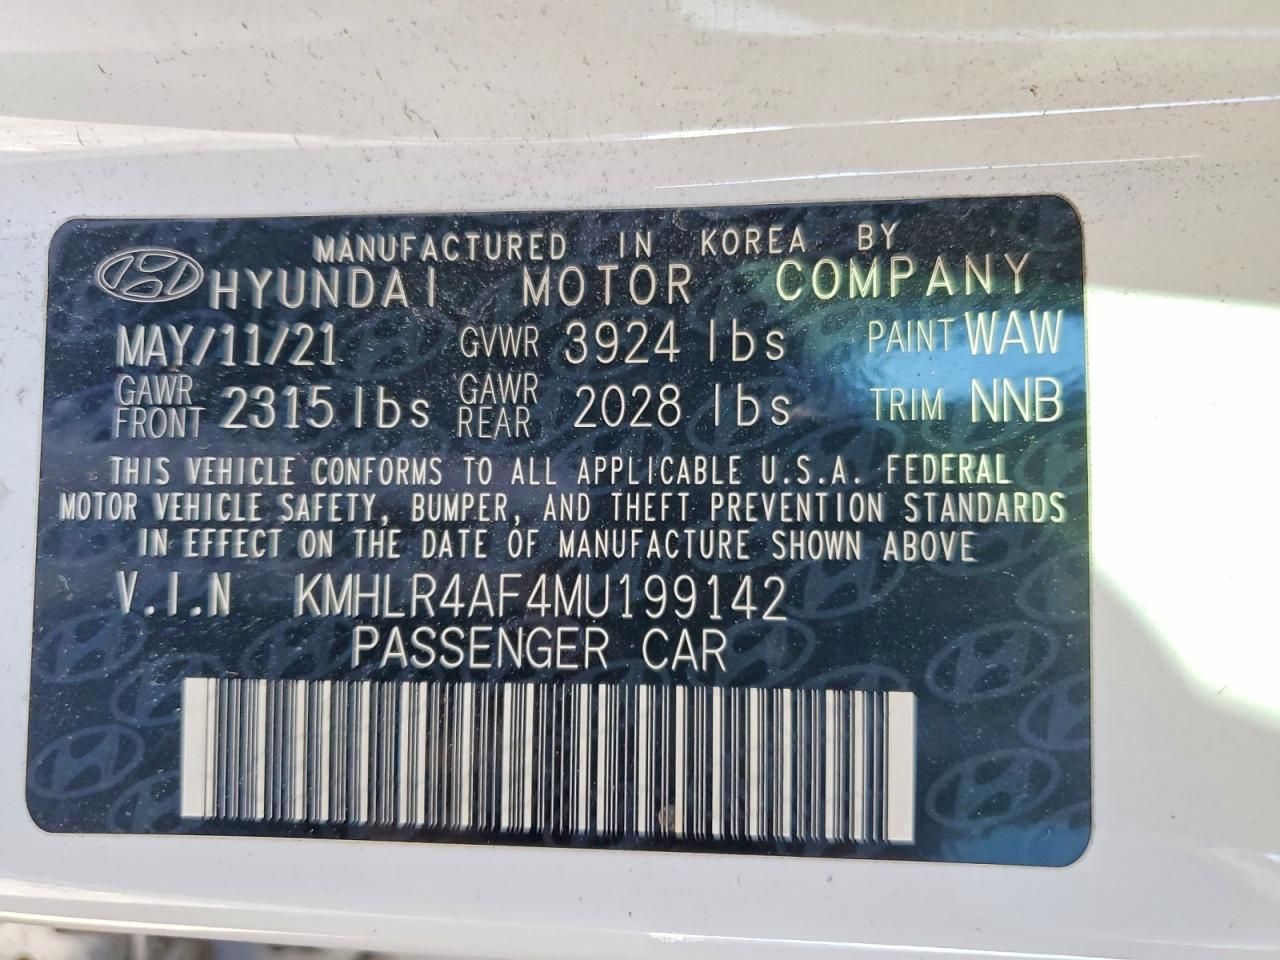 MANUFACTURED IN KOREA BY
HYUNDAI MOTOR COMPANY
MAY/11/21 GVWR 3924 lbs PAINT WAW
GAWR FRONT 2315 lbs GAWR REAR 2028 lbs TRIM NNB
THIS VEHICLE CONFORMS TO ALL APPLICABLE U.S.A. FEDERAL
MOTOR VEHICLE SAFETY, BUMPER, AND THEFT PREVENTION STANDARDS
IN EFFECT ON THE DATE OF MANUFACTURE SHOWN ABOVE
V.I.N KMHLR4AF4MU199142
PASSENGER CAR